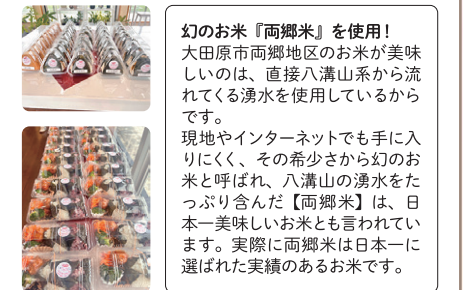 幻のお米『両郷米』を使用！
大田原市両郷地区のお米が美味
しいのは、直接八溝山系から流
れてくる湧水を使用しているから
です。
現地やインターネットでも手に入
りにくく、その希少さから幻のお
米と呼ばれ、八溝山の湧水をた
っぷり含んだ【両郷米】は、日
本一美味しいお米とも言われてい
ます。実際に両郷米は日本一に
選ばれた実績のあるお米です。